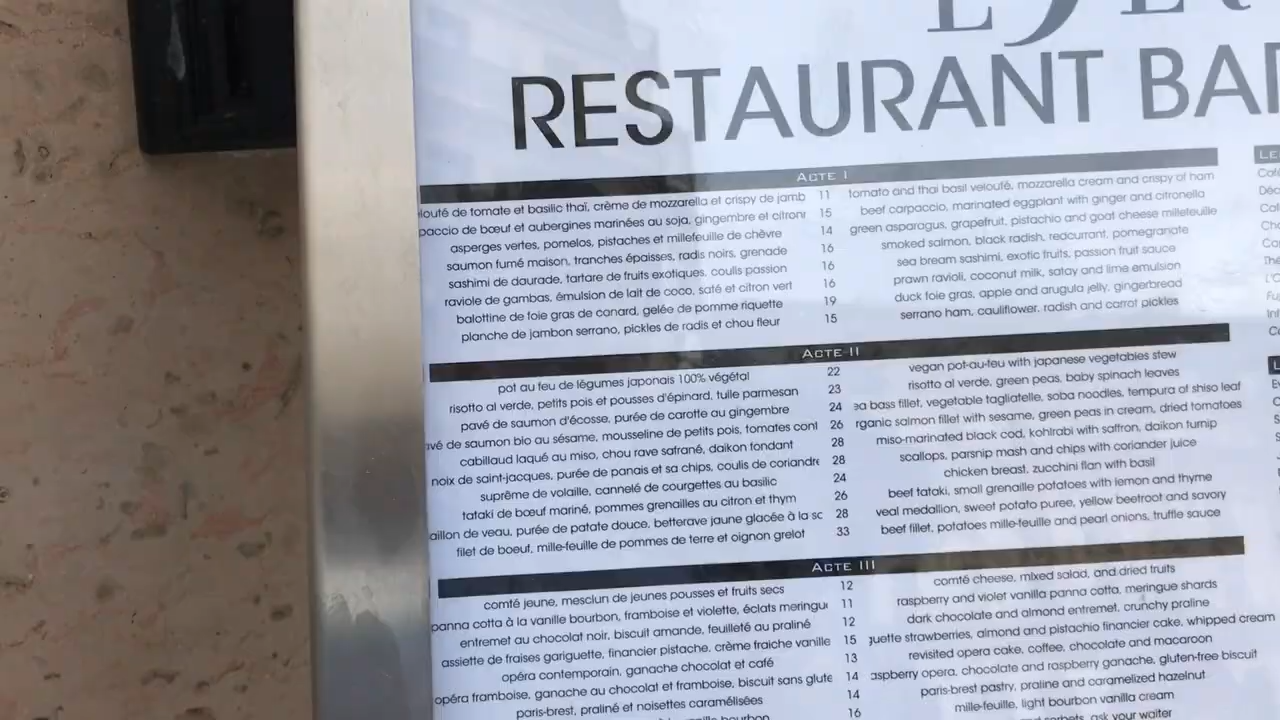 RESTAURANT BAR
ACTE I
louté de tomate et basilic thaï, crème de mozzarella et crispy de jamb 11 tomato and thai basil velouté, mozzarella cream and crispy of ham
paccio de bœuf et aubergines marinées au soja, gingembre et citronn 15 beef carpaccio, marinated eggplant with ginger and citronella
asperges vertes, pomelos, pistaches et millefeuille de chèvre 14 green asparagus, grapefruit, pistachio and goat cheese millefeuille
saumon fumé maison, tranches épaisses, radis noirs, grenade 16 smoked salmon, black radish, redcurrant, pomegranate
sashimi de daurade, tartare de fruits exotiques, coulis passion 16 sea bream sashimi, exotic fruits, passion fruit sauce
raviole de gambas, émulsion de lait de coco, saté et citron vert 16 prawn ravioli, coconut milk, satay and lime emulsion
balottine de foie gras de canard, gelée de pomme riquette 19 duck foie gras, apple and arugula jelly, gingerbread
planche de jambon serrano, pickles de radis et chou fleur 15 serrano ham, cauliflower, radish and carrot pickles
ACTE II
pot au feu de légumes japonais 100% végétal 22 vegan pot-au-feu with japanese vegetables stew
risotto al verde, petits pois et pousses d'épinard, tuile parmesan 23 risotto al verde, green peas, baby spinach leaves
pavé de saumon d'écosse, purée de carotte au gingembre 24 ea bass fillet, vegetable tagliatelle, soba noodles, tempura of shiso leaf
avé de saumon bio au sésame, mousseline de petits pois, tomates conf 26 rganic salmon fillet with sesame, green peas in cream, dried tomatoes
cabillaud laqué au miso, chou rave safrané, daikon fondant 28 miso-marinated black cod, kohlrabi with saffron, daikon turnip
noix de saint-jacques, purée de panais et sa chips, coulis de coriandre 28 scallops, parsnip mash and chips with coriander juice
suprême de volaille, cannelé de courgettes au basilic 24 chicken breast, zucchini flan with basil
tataki de bœuf mariné, pommes grenailles au citron et thym 26 beef tataki, small grenaille potatoes with lemon and thyme
aillon de veau, purée de patate douce, betterave jaune glacée à la sc 28 veal medallion, sweet potato puree, yellow beetroot and savory
filet de boeuf, mille-feuille de pommes de terre et oignon grelot 33 beef fillet, potatoes mille-feuille and pearl onions, truffle sauce
ACTE III
comté jeune, mesclun de jeunes pousses et fruits secs 12 comté cheese, mixed salad, and dried fruits
panna cotta à la vanille bourbon, framboise et violette, éclats meringu 11 raspberry and violet vanilla panna cotta, meringue shards
entremet au chocolat noir, biscuit amande, feuilleté au praliné 12 dark chocolate and almond entremet, crunchy praline
assiette de fraises gariguette, financier pistache, crème fraiche vanille 15 guette strawberries, almond and pistachio financier cake, whipped cream
opéra contemporain, ganache chocolat et café 13 revisited opera cake, coffee, chocolate and macaroon
opéra framboise, ganache au chocolat et framboise, biscuit sans glute 14 aspberry opera, chocolate and raspberry ganache, gluten-free biscuit
paris-brest, praliné et noisettes caramélisées 14 paris-brest pastry, praline and caramelized hazelnut
bourbon 16 mille-feuille, light bourbon vanilla cream
sorbets, ask your waiter